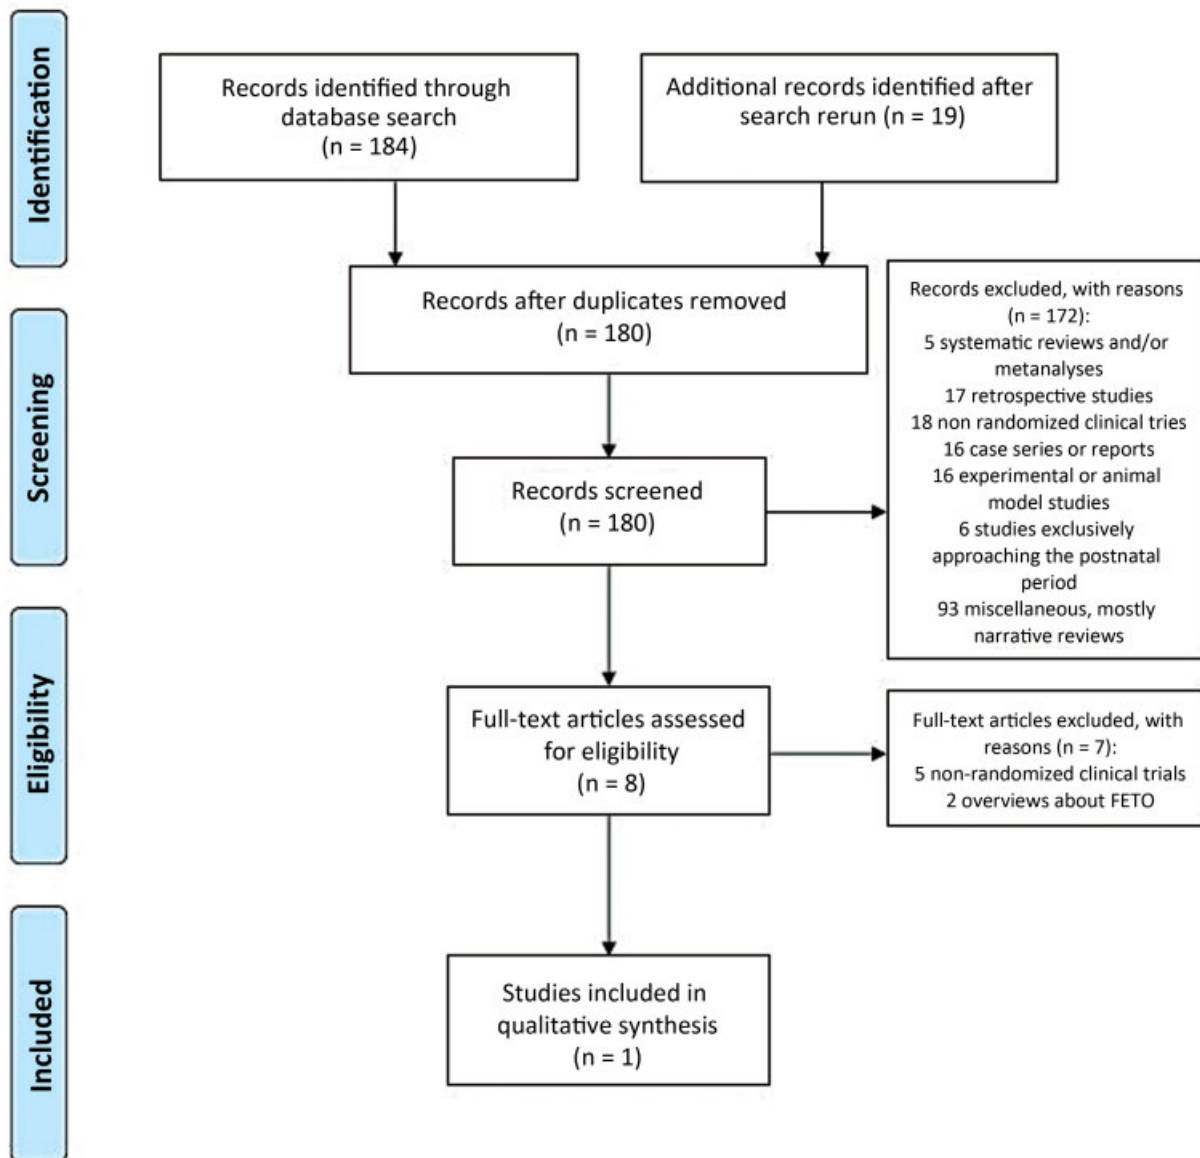 Identification
Records identified through
database search
(n = 184)
Additional records identified after
search rerun (n = 19)
Records after duplicates removed
(n = 180)
Screening
Records screened
(n = 180)
Records excluded, with reasons
(n = 172):
5 systematic reviews and/or
metanalyses
17 retrospective studies
18 non randomized clinical tries
16 case series or reports
16 experimental or animal
model studies
6 studies exclusively
approaching the postnatal
period
93 miscellaneous, mostly
narrative reviews
Eligibility
Full-text articles assessed
for eligibility
(n = 8)
Full-text articles excluded, with
reasons (n = 7):
5 non-randomized clinical trials
2 overviews about FETO
Included
Studies included in
qualitative synthesis
(n = 1)